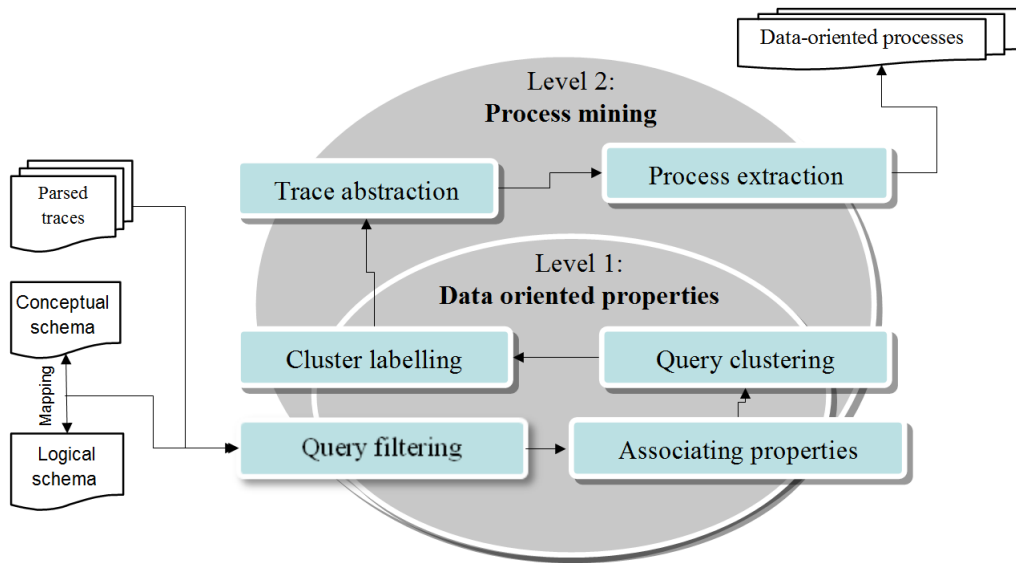 Data-oriented processes
Level 2:
Process mining
Trace abstraction
Process extraction
Parsed
traces
Level 1:
Data oriented properties
Conceptual
schema
Mapping
Logical
schema
Cluster labelling
Query clustering
Query filtering
Associating properties